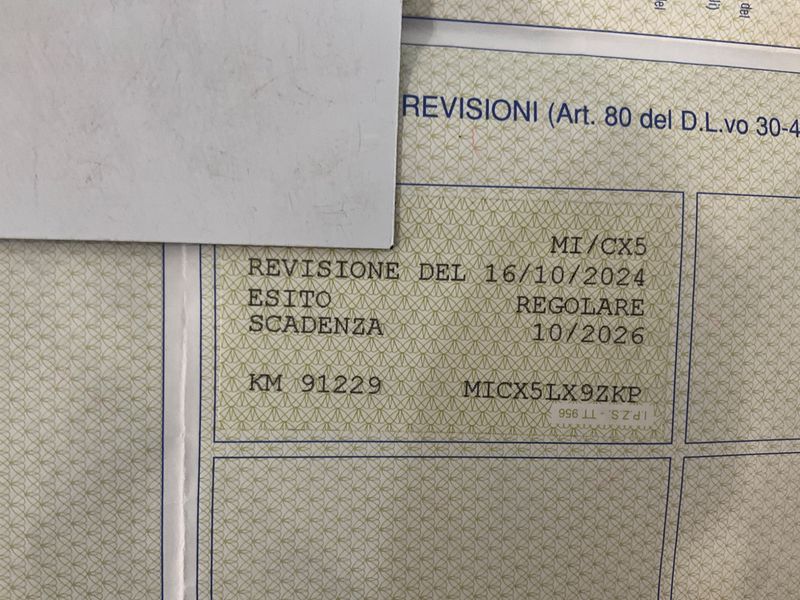 del
REVISIONI (Art. 80 del D.L.vo 30-4
MI/CX5
REVISIONE DEL 16/10/2024
ESITO REGOLARE
SCADENZA 10/2026
KM 91229 MICX5LX9ZKP
I.P.Z.S. - TT 956